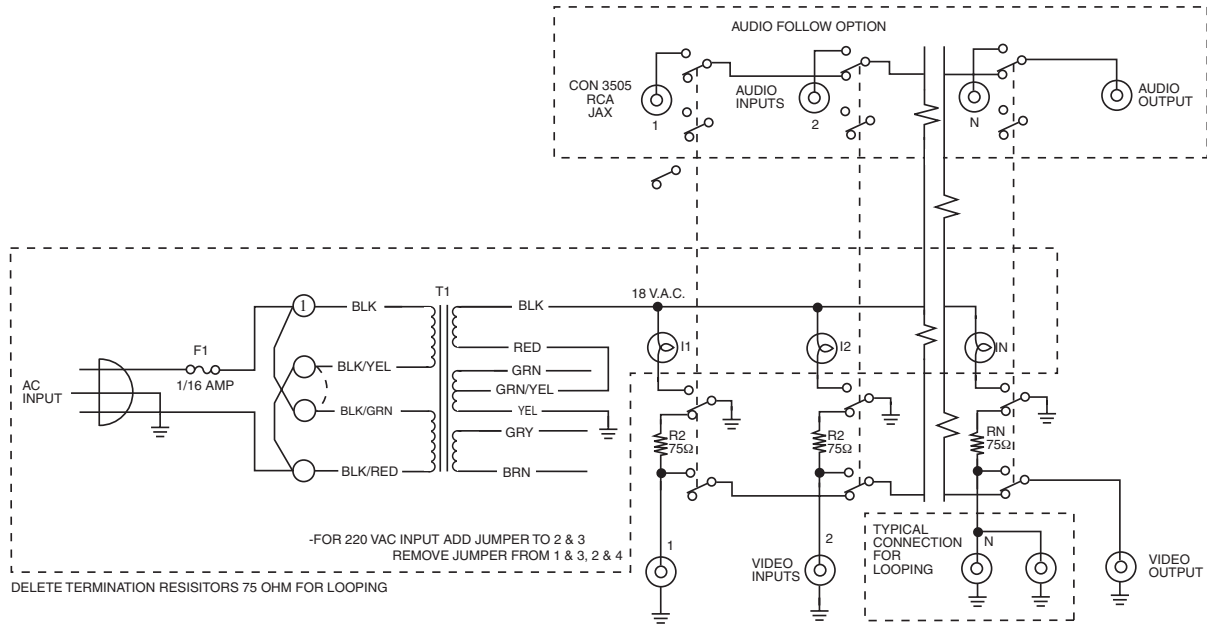 AUDIO FOLLOW OPTION
CON 3505
RCA
JAX
1
AUDIO
INPUTS
2
N
AUDIO
OUTPUT
18 V.A.C.
T1
1
BLK
BLK
I1
I2
IN
F1
1/16 AMP
RED
AC
INPUT
BLK/YEL
GRN
GRN/YEL
BLK/GRN
YEL
GRY
R2
75Ω
R2
75Ω
RN
75Ω
BLK/RED
BRN
-FOR 220 VAC INPUT ADD JUMPER TO 2 & 3
REMOVE JUMPER FROM 1 & 3, 2 & 4
1
VIDEO
INPUTS
2
TYPICAL
CONNECTION
FOR
LOOPING
N
VIDEO
OUTPUT
DELETE TERMINATION RESISITORS 75 OHM FOR LOOPING